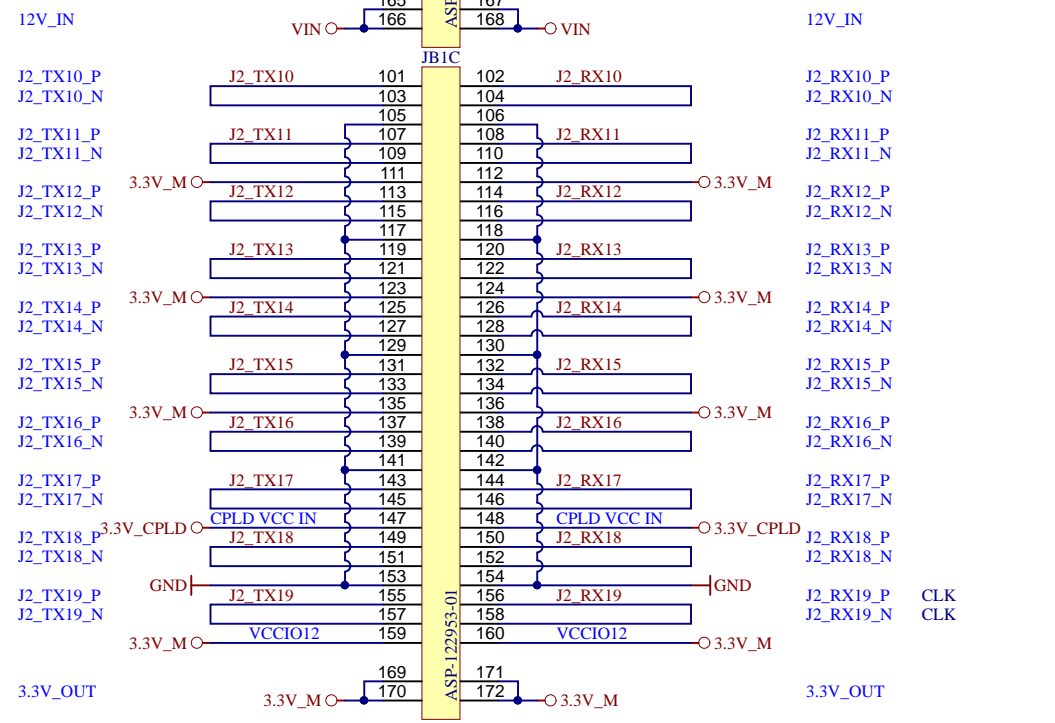 165 167
12V_IN VIN 166 ASP 168 VIN 12V_IN
JB1C
J2_TX10_P J2_TX10 101 102 J2_RX10 J2_RX10_P
J2_TX10_N 103 104 J2_RX10_N
105 106
J2_TX11_P J2_TX11 107 108 J2_RX11 J2_RX11_P
J2_TX11_N 109 110 J2_RX11_N
3.3V_M 111 112 3.3V_M
J2_TX12_P J2_TX12 113 114 J2_RX12 J2_RX12_P
J2_TX12_N 115 116 J2_RX12_N
117 118
J2_TX13_P J2_TX13 119 120 J2_RX13 J2_RX13_P
J2_TX13_N 121 122 J2_RX13_N
3.3V_M 123 124 3.3V_M
J2_TX14_P J2_TX14 125 126 J2_RX14 J2_RX14_P
J2_TX14_N 127 128 J2_RX14_N
129 130
J2_TX15_P J2_TX15 131 132 J2_RX15 J2_RX15_P
J2_TX15_N 133 134 J2_RX15_N
3.3V_M 135 136 3.3V_M
J2_TX16_P J2_TX16 137 138 J2_RX16 J2_RX16_P
J2_TX16_N 139 140 J2_RX16_N
141 142
J2_TX17_P J2_TX17 143 144 J2_RX17 J2_RX17_P
J2_TX17_N 145 146 J2_RX17_N
3.3V_CPLD CPLD VCC IN 147 148 CPLD VCC IN 3.3V_CPLD
J2_TX18_P J2_TX18 149 150 J2_RX18 J2_RX18_P
J2_TX18_N 151 152 J2_RX18_N
GND 153 154 GND
J2_TX19_P J2_TX19 155 156 J2_RX19 J2_RX19_P CLK
J2_TX19_N 157 158 J2_RX19_N CLK
3.3V_M VCCIO12 159 160 VCCIO12 3.3V_M
ASP-122953-01
169 171
3.3V_OUT 3.3V_M 170 172 3.3V_M 3.3V_OUT